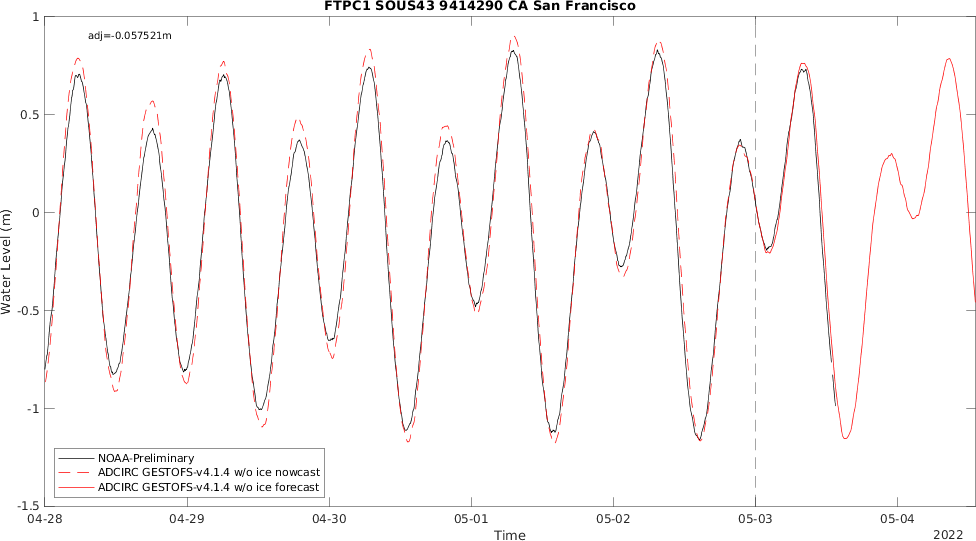 FTPC1 SOUS43 9414290 CA San Francisco
adj=-0.057521m
1
0.5
0
-0.5
-1
-1.5
Water Level (m)
NOAA-Preliminary
ADCIRC GESTOFS-v4.1.4 w/o ice nowcast
ADCIRC GESTOFS-v4.1.4 w/o ice forecast
04-28 04-29 04-30 05-01 05-02 05-03 05-04
Time
2022